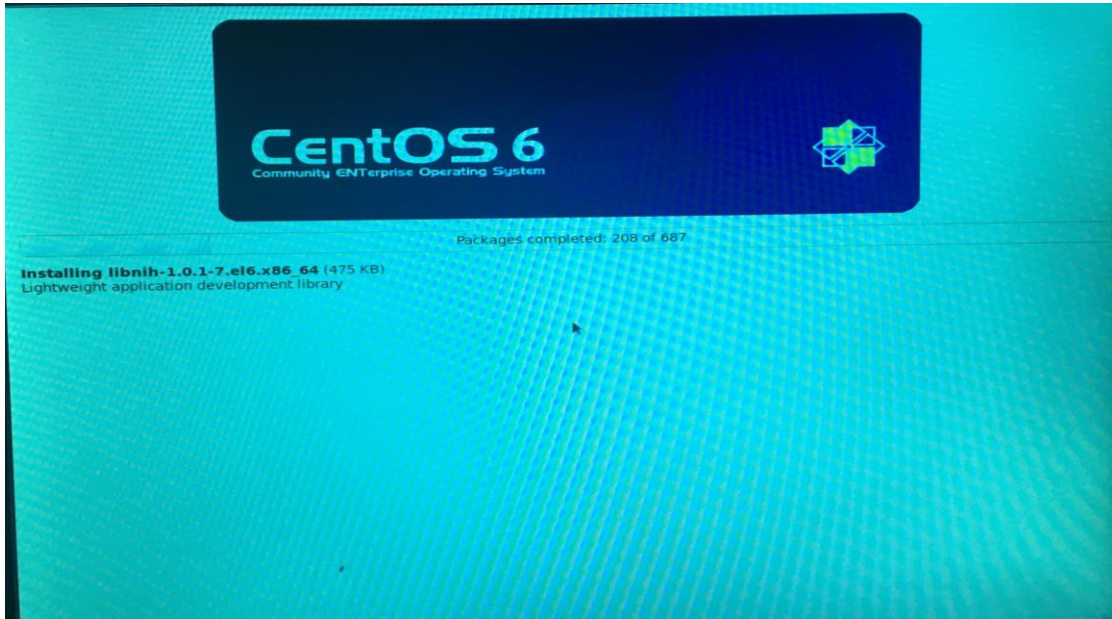 CentOS 6
Community ENTerprise Operating System
Packages completed: 208 of 687
Installing libnih-1.0.1-7.el6.x86_64 (475 KB)
Lightweight application development library